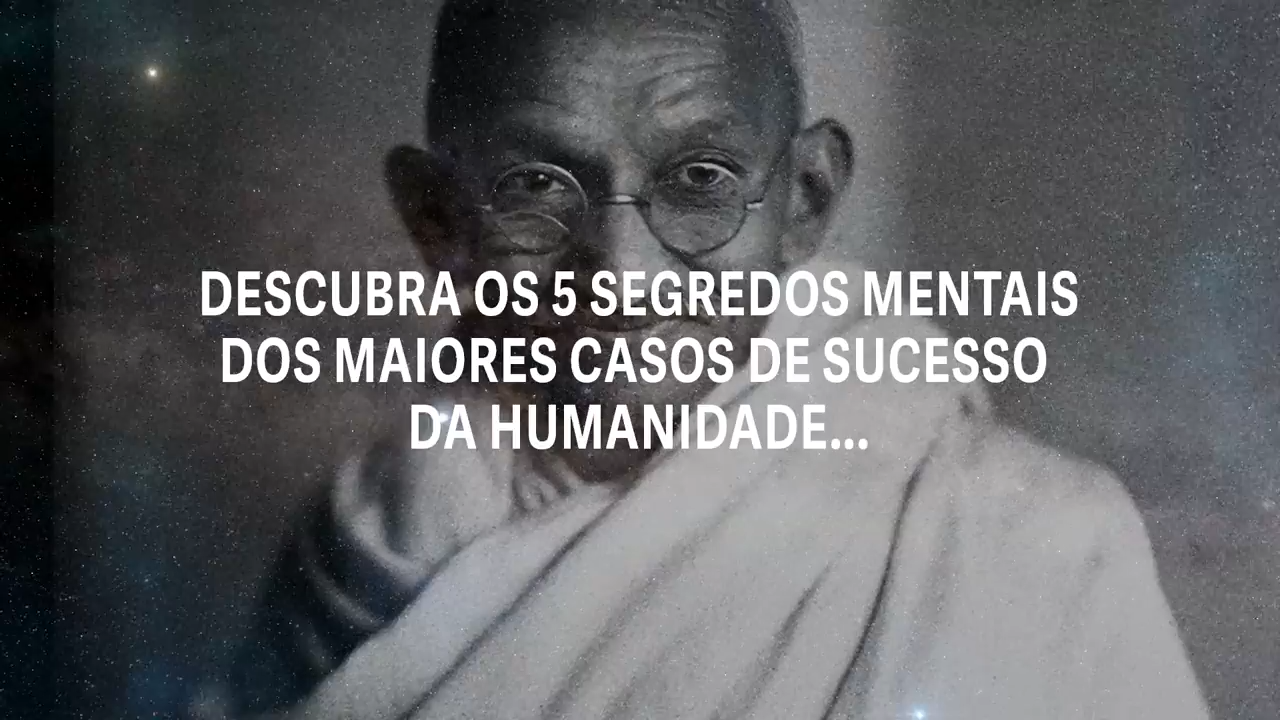 DESCUBRA OS 5 SEGREDOS MENTAIS
DOS MAIORES CASOS DE SUCESSO
DA HUMANIDADE...